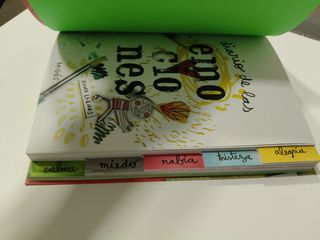 diario de las
emo
cio
nes
calma
miedo
rabia
tristeza
alegría